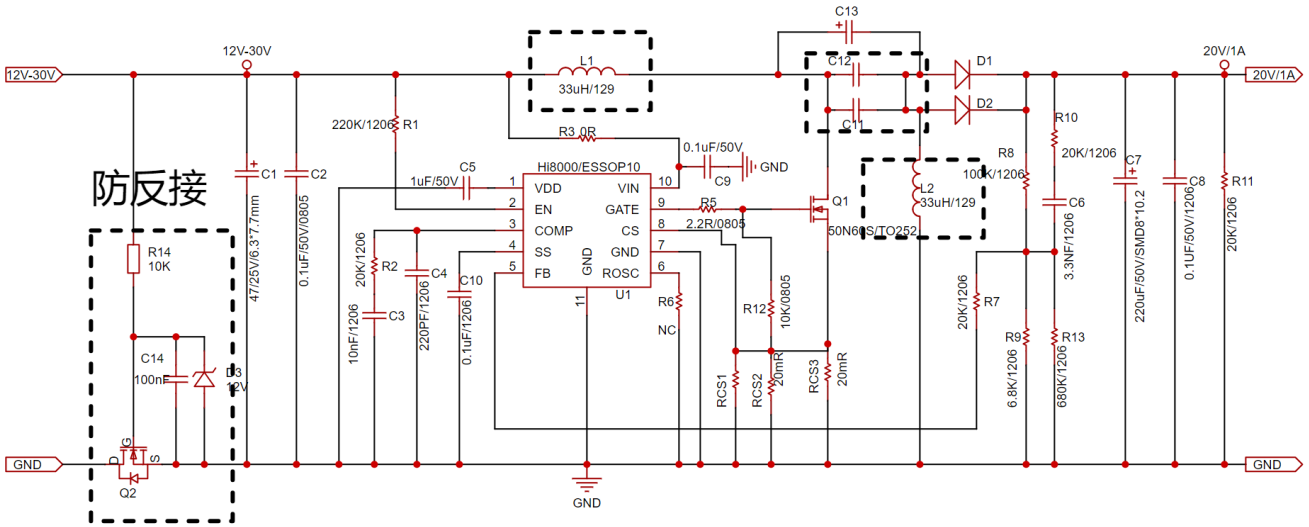 C13
12V-30V
20V/1A
12V-30V
L1
33uH/129
C12
C11
D1
D2
20V/1A
防反接
R14
10K
C14
100nF
D3
12V
G
D
S
Q2
GND
C1
47/25V/6.3*7.7mm
C2
0.1uF/50V/0805
220K/1206
R1
R3 0R
C5
1uF/50V
0.1uF/50V
C9
GND
Hi8000/ESSOP10
1
VDD
VIN
10
2
EN
GATE
9
3
COMP
CS
8
4
SS
GND
7
5
FB
ROSC
6
GND
11
U1
R2
20K/1206
C3
10nF/1206
C4
220PF/1206
C10
0.1uF/1206
R5
2.2R/0805
Q1
50N60S/TO252
R6
NC
R12
10K/0805
RCS1
RCS2
20mR
RCS3
20mR
L2
33uH/129
R8
100K/1206
R10
20K/1206
C6
3.3NF/1206
R7
20K/1206
R9
6.8K/1206
R13
680K/1206
C7
220uF/50V/SMD8*10.2
C8
0.1UF/50V/1206
R11
20K/1206
GND
GND